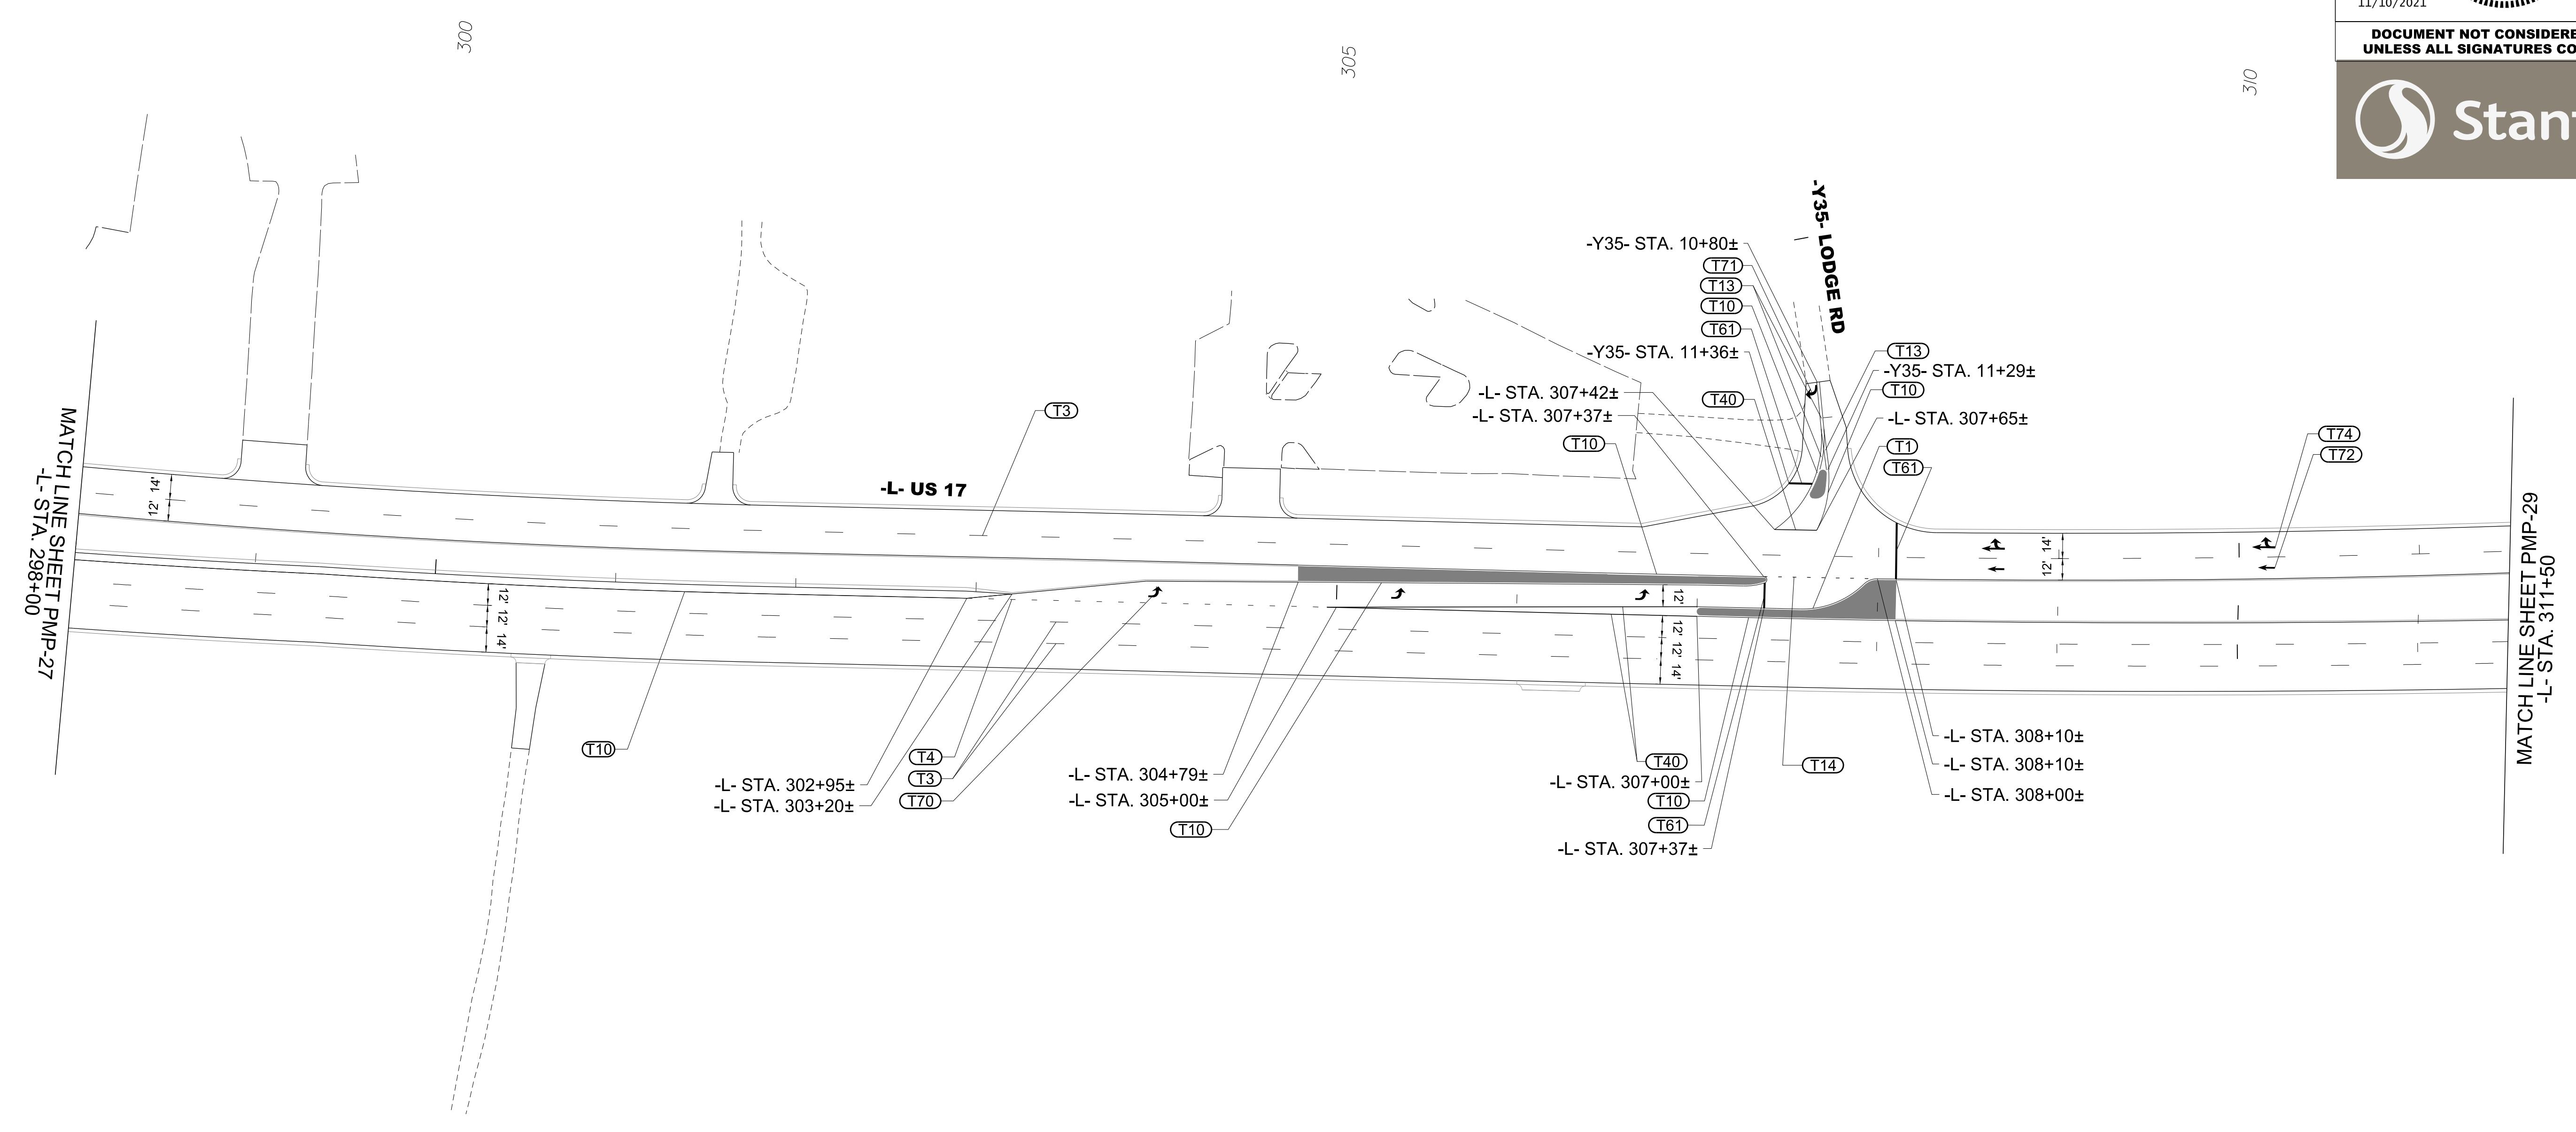 11/10/2021
DOCUMENT NOT CONSIDERE
UNLESS ALL SIGNATURES CO
Stant
300
305
310
-Y35- LODGE RD
-Y35- STA. 10+80±
T71
T13
T10
T61
-Y35- STA. 11+36±
T40
-L- STA. 307+42±
-L- STA. 307+37±
T10
T13
-Y35- STA. 11+29±
T10
-L- STA. 307+65±
T1
T61
T74
T72
T3
-L- US 17
MATCH LINE SHEET PMP-27
-L- STA. 298+00
12' 14'
12' 12' 14'
12'
12' 12' 14'
12' 14'
MATCH LINE SHEET PMP-29
-L- STA. 311+50
T10
-L- STA. 302+95±
-L- STA. 303+20±
T4
T3
T70
-L- STA. 304+79±
-L- STA. 305+00±
T10
T40
-L- STA. 307+00±
T10
T61
-L- STA. 307+37±
T14
-L- STA. 308+10±
-L- STA. 308+10±
-L- STA. 308+00±